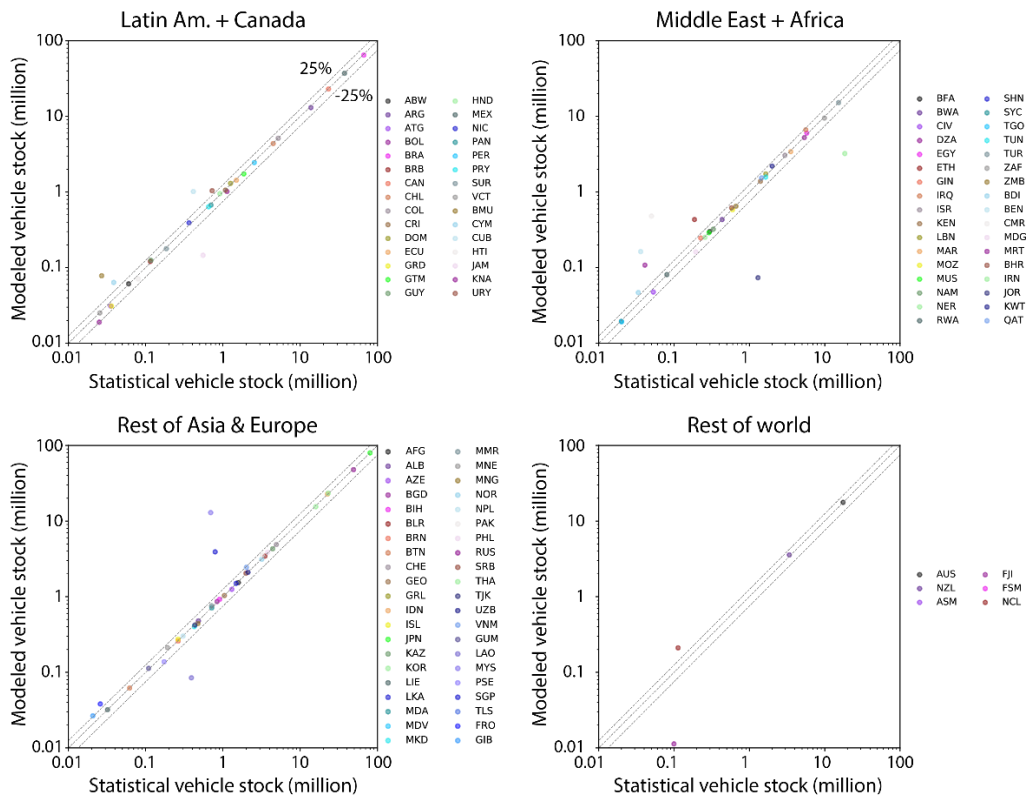 Latin Am. + Canada
100
10
1
0.1
0.01
0.01
0.1
1
10
100
25%
-25%
Modeled vehicle stock (million)
Statistical vehicle stock (million)
ABW HND
ARG MEX
ATG NIC
BOL PAN
BRA PER
BRB PRY
CAN SUR
CHL VCT
COL BMU
CRI CYM
DOM CUB
ECU HTI
GRD JAM
GTM KNA
GUY URY
Middle East + Africa
100
10
1
0.1
0.01
0.01
0.1
1
10
100
Modeled vehicle stock (million)
Statistical vehicle stock (million)
BFA SHN
BWA SYC
CIV TGO
DZA TUN
EGY TUR
ETH ZAF
GIN ZMB
IRQ BDI
ISR BEN
KEN CMR
LBN MDG
MAR MRT
MOZ BHR
MUS IRN
NAM JOR
NER KWT
RWA QAT
Rest of Asia & Europe
100
10
1
0.1
0.01
0.01
0.1
1
10
100
Modeled vehicle stock (million)
Statistical vehicle stock (million)
AFG MMR
ALB MNE
AZE MNG
BGD NOR
BIH NPL
BLR PAK
BRN PHL
BTN RUS
CHE SRB
GEO THA
GRL TJK
IDN UZB
ISL VNM
JPN GUM
KAZ LAO
KOR MYS
LIE PSE
LKA SGP
MDA TLS
MDV FRO
MKD GIB
Rest of world
100
10
1
0.1
0.01
0.01
0.1
1
10
100
Modeled vehicle stock (million)
Statistical vehicle stock (million)
AUS FJI
NZL FSM
ASM NCL